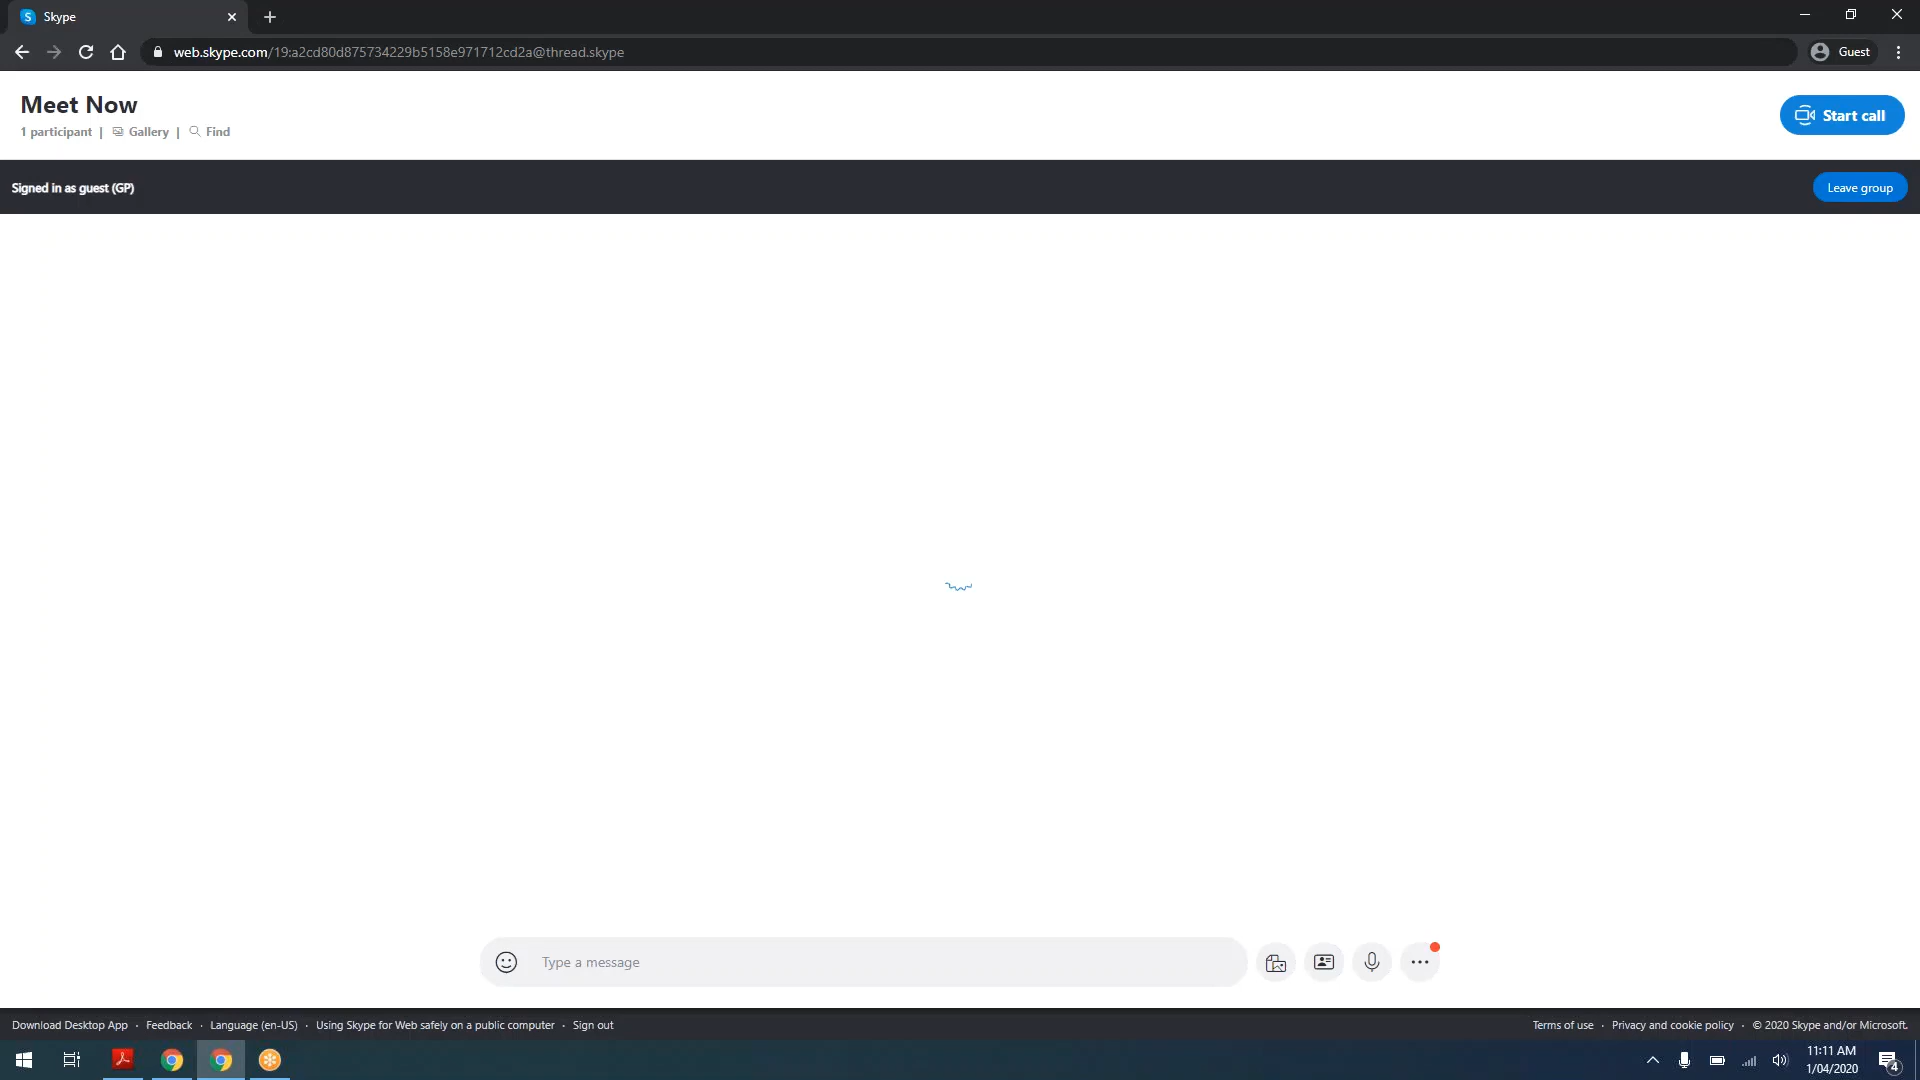 Skype
web.skype.com/19:a2cd80d875734229b5158e971712cd2a@thread.skype
Guest
Meet Now
1 participant | Gallery | Find
Start call
Signed in as guest (GP)
Leave group
Type a message
Download Desktop App · Feedback · Language (en-US) · Using Skype for Web safely on a public computer · Sign out
Terms of use · Privacy and cookie policy · © 2020 Skype and/or Microsoft.
11:11 AM
1/04/2020
4